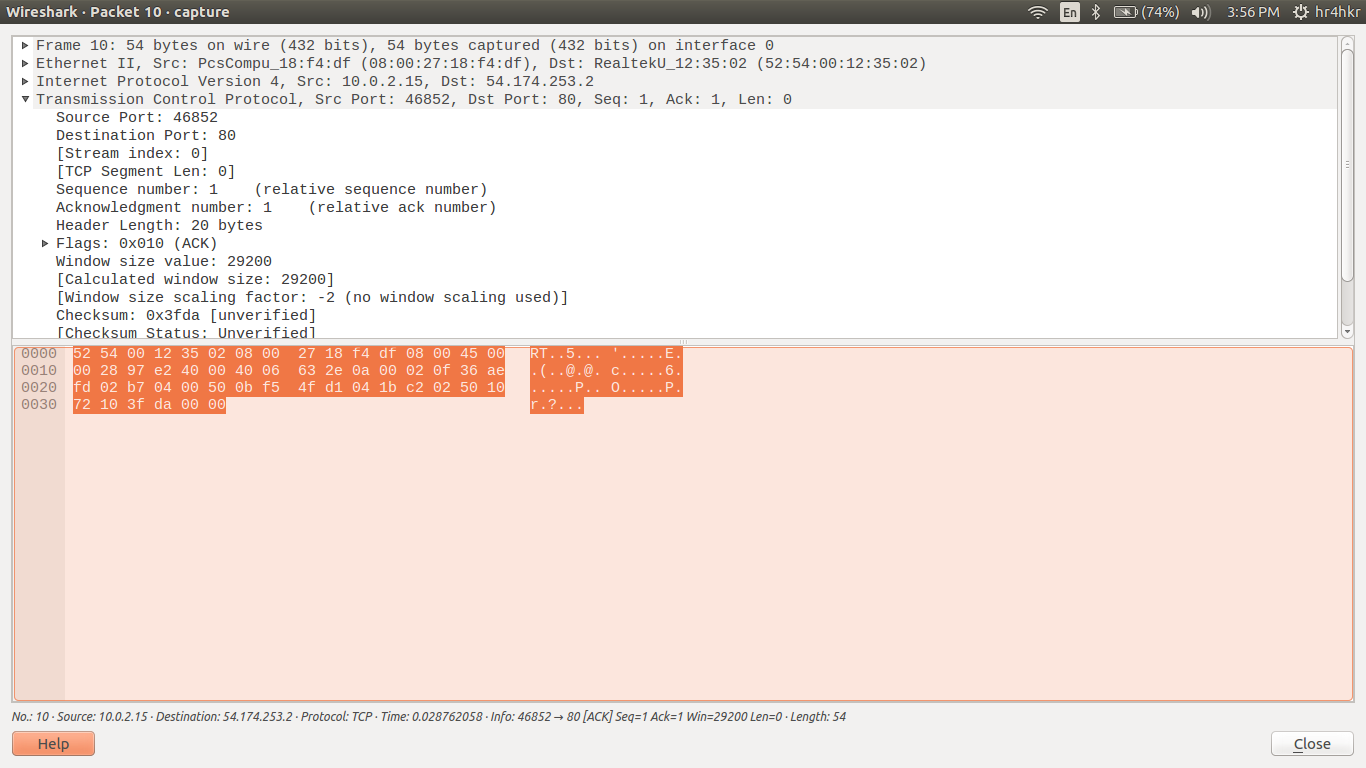 Wireshark · Packet 10 · capture
En (74%) 3:56 PM hr4hkr
Frame 10: 54 bytes on wire (432 bits), 54 bytes captured (432 bits) on interface 0
Ethernet II, Src: PcsCompu_18:f4:df (08:00:27:18:f4:df), Dst: RealtekU_12:35:02 (52:54:00:12:35:02)
Internet Protocol Version 4, Src: 10.0.2.15, Dst: 54.174.253.2
Transmission Control Protocol, Src Port: 46852, Dst Port: 80, Seq: 1, Ack: 1, Len: 0
Source Port: 46852
Destination Port: 80
[Stream index: 0]
[TCP Segment Len: 0]
Sequence number: 1    (relative sequence number)
Acknowledgment number: 1    (relative ack number)
Header Length: 20 bytes
Flags: 0x010 (ACK)
Window size value: 29200
[Calculated window size: 29200]
[Window size scaling factor: -2 (no window scaling used)]
Checksum: 0x3fda [unverified]
[Checksum Status: Unverified]
0000  52 54 00 12 35 02 08 00  27 18 f4 df 08 00 45 00   RT..5... '.....E.
0010  00 28 97 e2 40 00 40 06  63 2e 0a 00 02 0f 36 ae   .(..@.@. c.....6.
0020  fd 02 b7 04 00 50 0b f5  4f d1 04 1b c2 02 50 10   .....P.. O.....P.
0030  72 10 3f da 00 00   r.?...
No.: 10 · Source: 10.0.2.15 · Destination: 54.174.253.2 · Protocol: TCP · Time: 0.028762058 · Info: 46852 → 80 [ACK] Seq=1 Ack=1 Win=29200 Len=0 · Length: 54
Help
Close